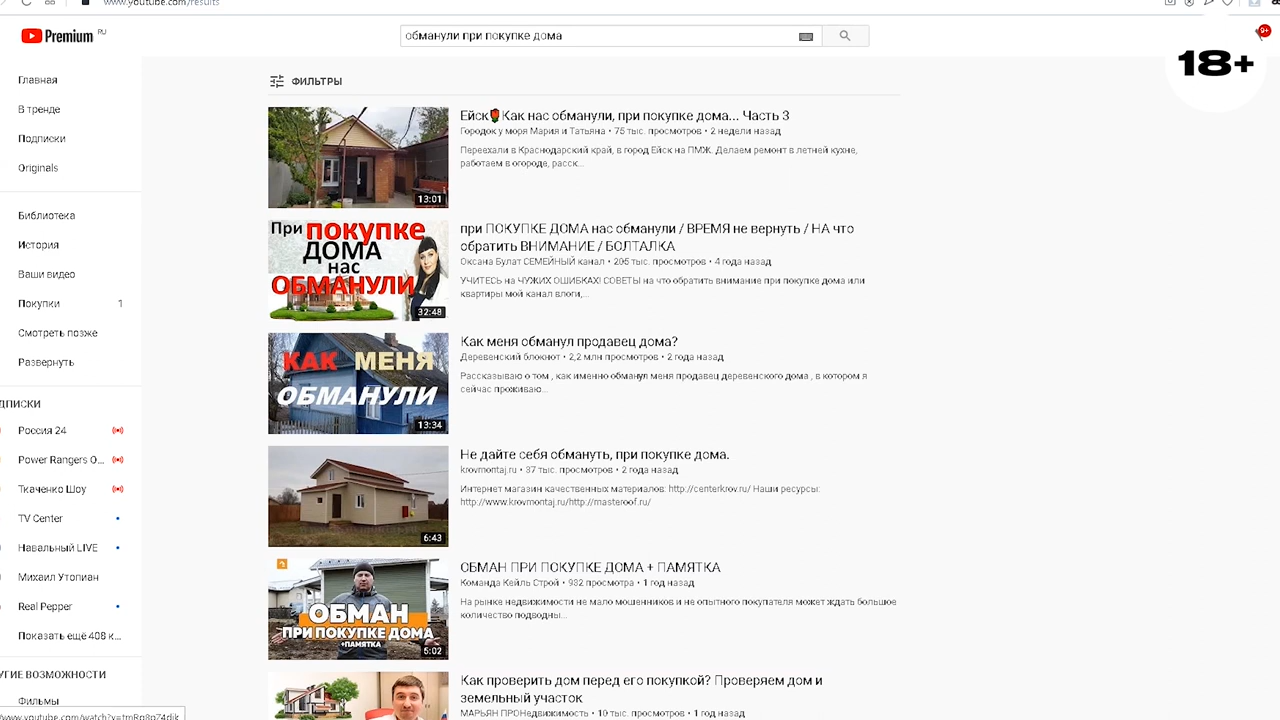 www.youtube.com/results
Premium RU
обманули при покупке дома
9+
18+
Главная
В тренде
Подписки
Originals
Библиотека
История
Ваши видео
Покупки 1
Смотреть позже
Развернуть
ДПИСКИ
Россия 24
Power Rangers O...
Ткаченко Шоу
TV Center
Навальный LIVE
Михаил Утопиан
Real Pepper
Показать ещё 408 к...
УГИЕ ВОЗМОЖНОСТИ
Фильмы
ФИЛЬТРЫ
13:01
Ейск🌹Как нас обманули, при покупке дома... Часть 3
Городок у моря Мария и Татьяна • 75 тыс. просмотров • 2 недели назад
Переехали в Краснодарский край, в город Ейск на ПМЖ. Делаем ремонт в летней кухне,
работаем в огороде, расск...
При покупке
ДОМА
нас
ОБМАНУЛИ
32:48
при ПОКУПКЕ ДОМА нас обманули / ВРЕМЯ не вернуть / НА что
обратить ВНИМАНИЕ / БОЛТАЛКА
Оксана Булат СЕМЕЙНЫЙ канал • 205 тыс. просмотров • 4 года назад
УЧИТЕСЬ на ЧУЖИХ ОШИБКАХ! СОВЕТЫ на что обратить внимание при покупке дома или
квартиры мой канал влоги,...
КАК МЕНЯ
ОБМАНУЛИ
13:34
Как меня обманул продавец дома?
Деревенский блокнот • 2,2 млн просмотров • 2 года назад
Рассказываю о том , как именно обманул меня продавец деревенского дома , в котором я
сейчас проживаю...
6:43
Не дайте себя обмануть, при покупке дома.
krovmontaj.ru • 37 тыс. просмотров • 2 года назад
Интернет магазин качественных материалов: http://centerkrov.ru/ Наши ресурсы:
http://www.krovmontaj.ru/http://masteroof.ru/
ОБМАН
ПРИ ПОКУПКЕ ДОМА
+ПАМЯТКА
5:02
ОБМАН ПРИ ПОКУПКЕ ДОМА + ПАМЯТКА
Команда Кейль Строй • 932 просмотра • 1 год назад
На рынке недвижимости не мало мошенников и не опытного покупателя может ждать большое
количество подводны...
Как проверить дом перед его покупкой? Проверяем дом и
земельный участок
МАРЬЯН ПРОНедвижимость • 10 тыс. просмотров • 1 год назад